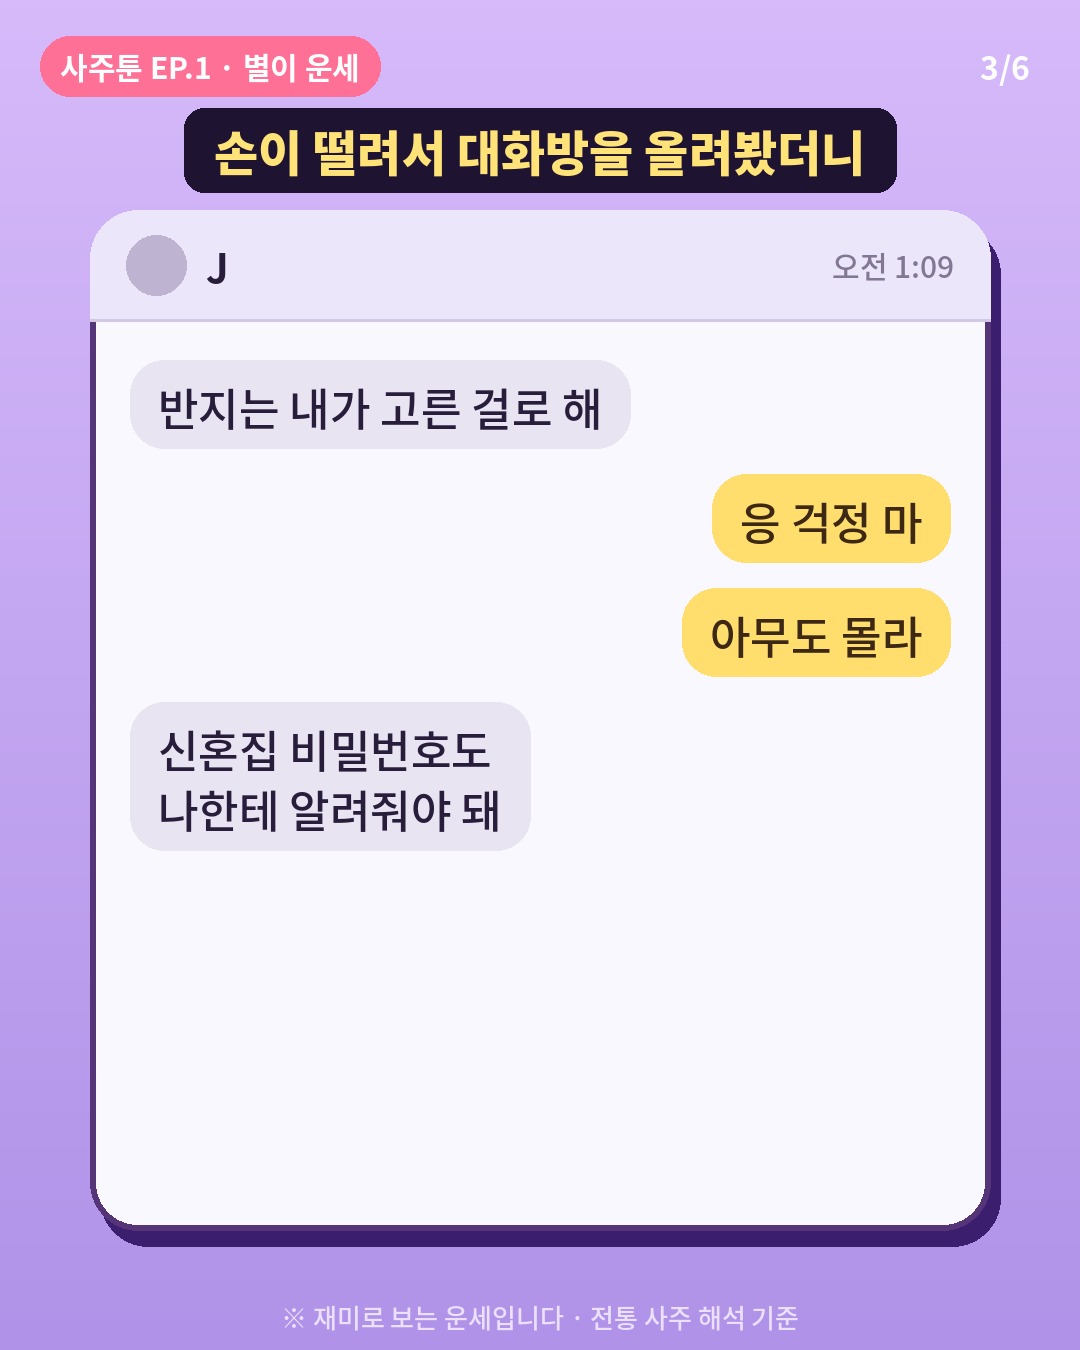 사주툰 EP.1 · 별이 운세
3/6
손이 떨려서 대화방을 올려봤더니
J
오전 1:09
반지는 내가 고른 걸로 해
응 걱정 마
아무도 몰라
신혼집 비밀번호도
나한테 알려줘야 돼
※ 재미로 보는 운세입니다 · 전통 사주 해석 기준